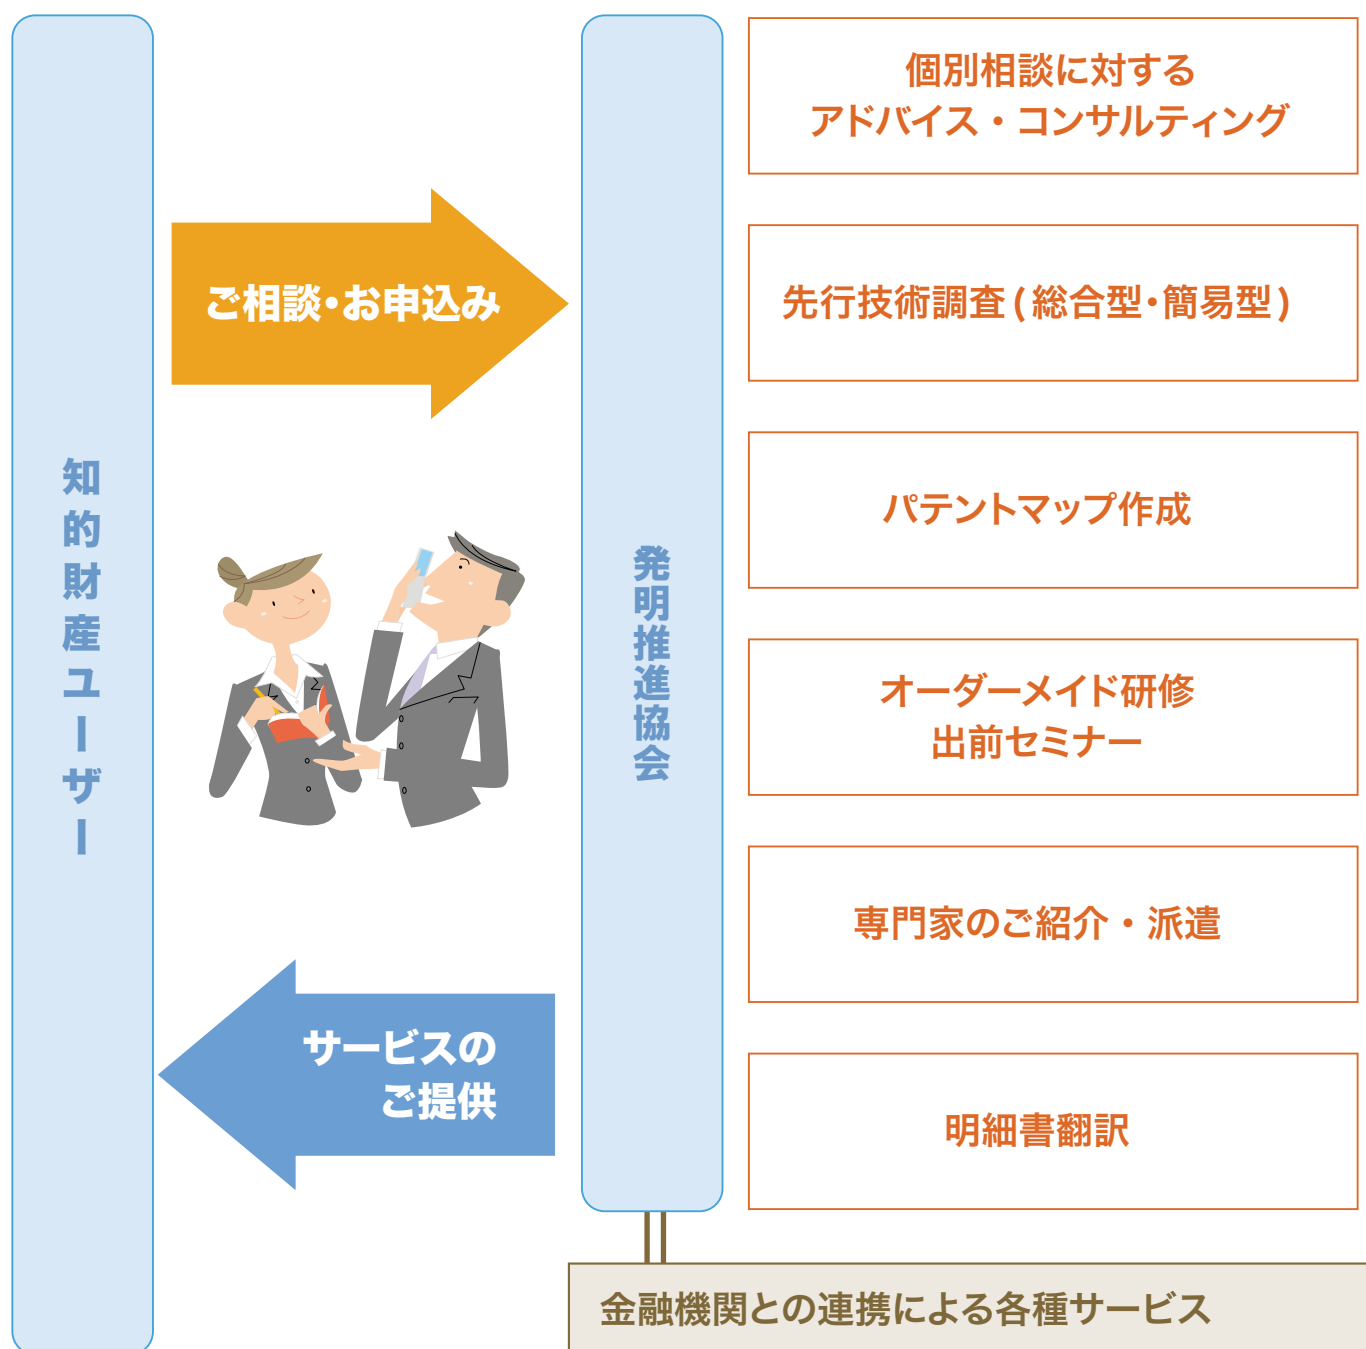 知的財産ユーザー
ご相談・お申込み
サービスの
ご提供
発明推進協会
個別相談に対する
アドバイス・コンサルティング
先行技術調査(総合型・簡易型)
パテントマップ作成
オーダーメイド研修
出前セミナー
専門家のご紹介・派遣
明細書翻訳
金融機関との連携による各種サービス